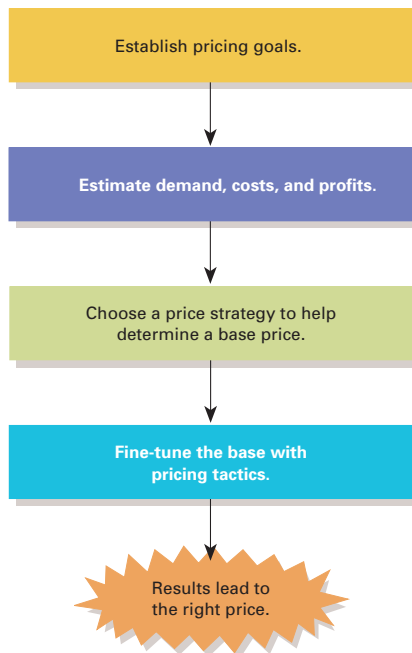 Establish pricing goals.
Estimate demand, costs, and profits.
Choose a price strategy to help
determine a base price.
Fine-tune the base with
pricing tactics.
Results lead to
the right price.